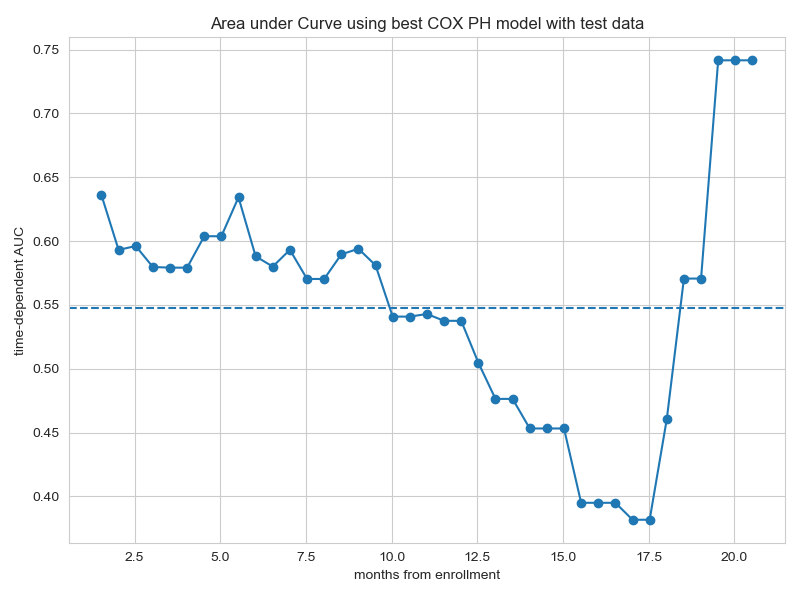 Area under Curve using best COX PH model with test data
time-dependent AUC
0.75
0.70
0.65
0.60
0.55
0.50
0.45
0.40
2.5 5.0 7.5 10.0 12.5 15.0 17.5 20.0
months from enrollment